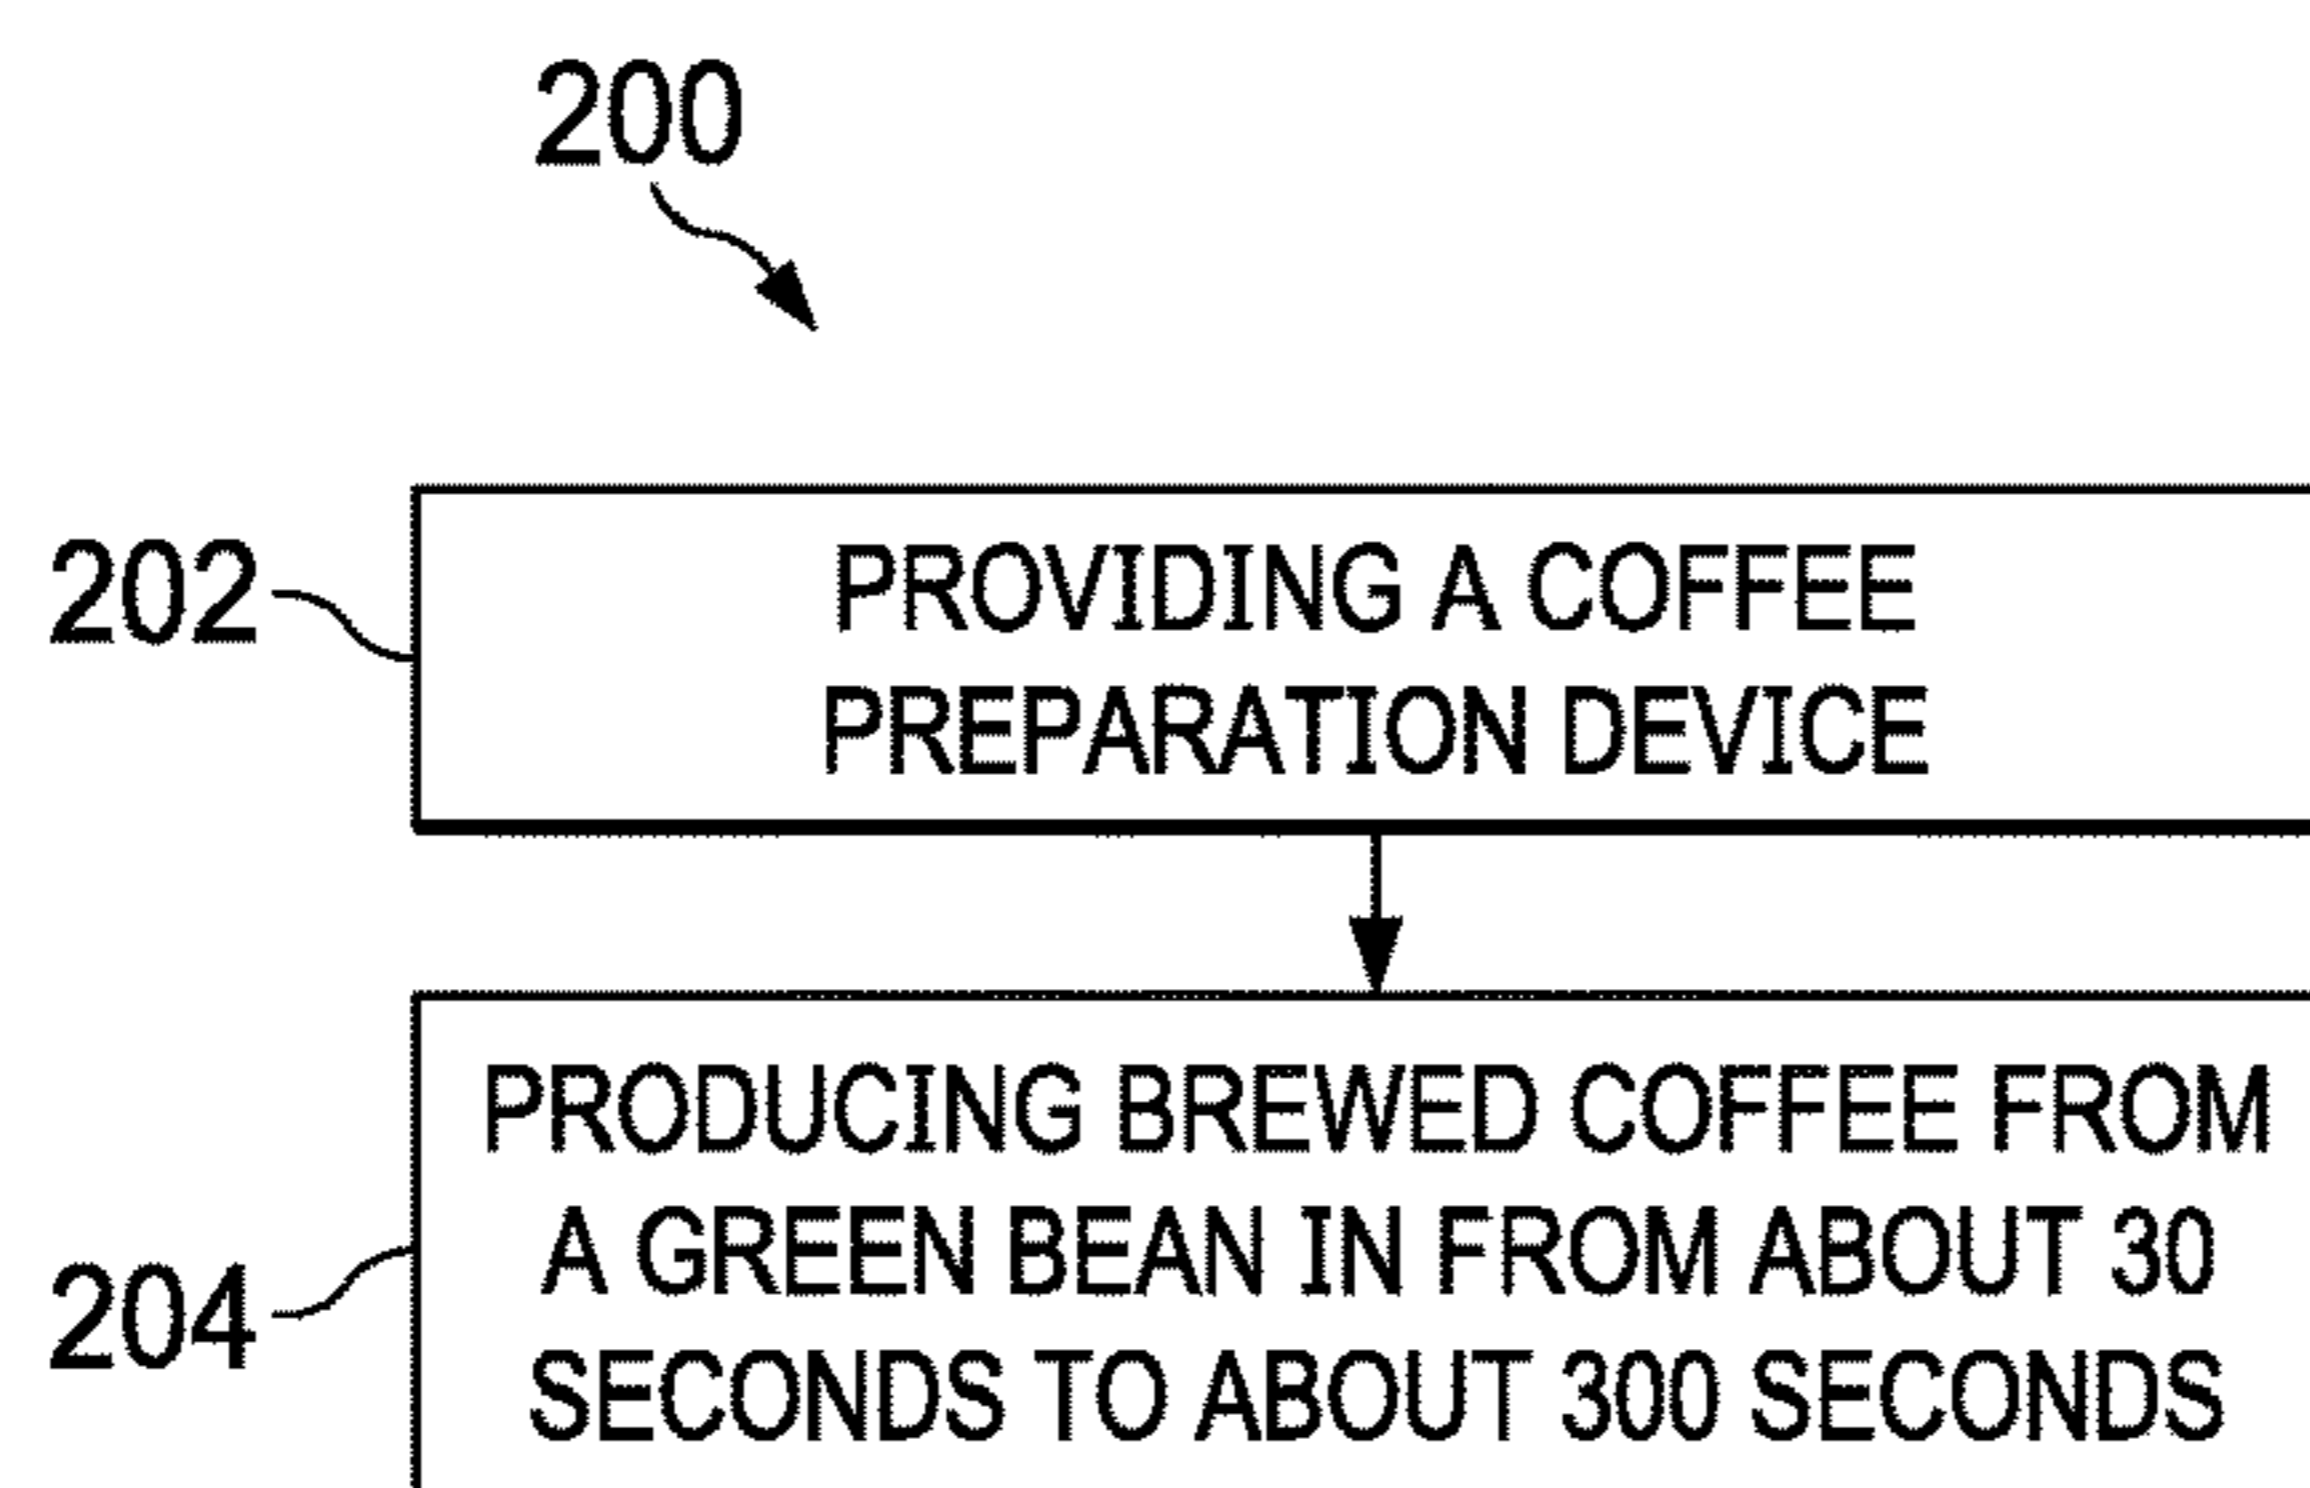 200
202
PROVIDING A COFFEE
PREPARATION DEVICE
204
PRODUCING BREWED COFFEE FROM
A GREEN BEAN IN FROM ABOUT 30
SECONDS TO ABOUT 300 SECONDS